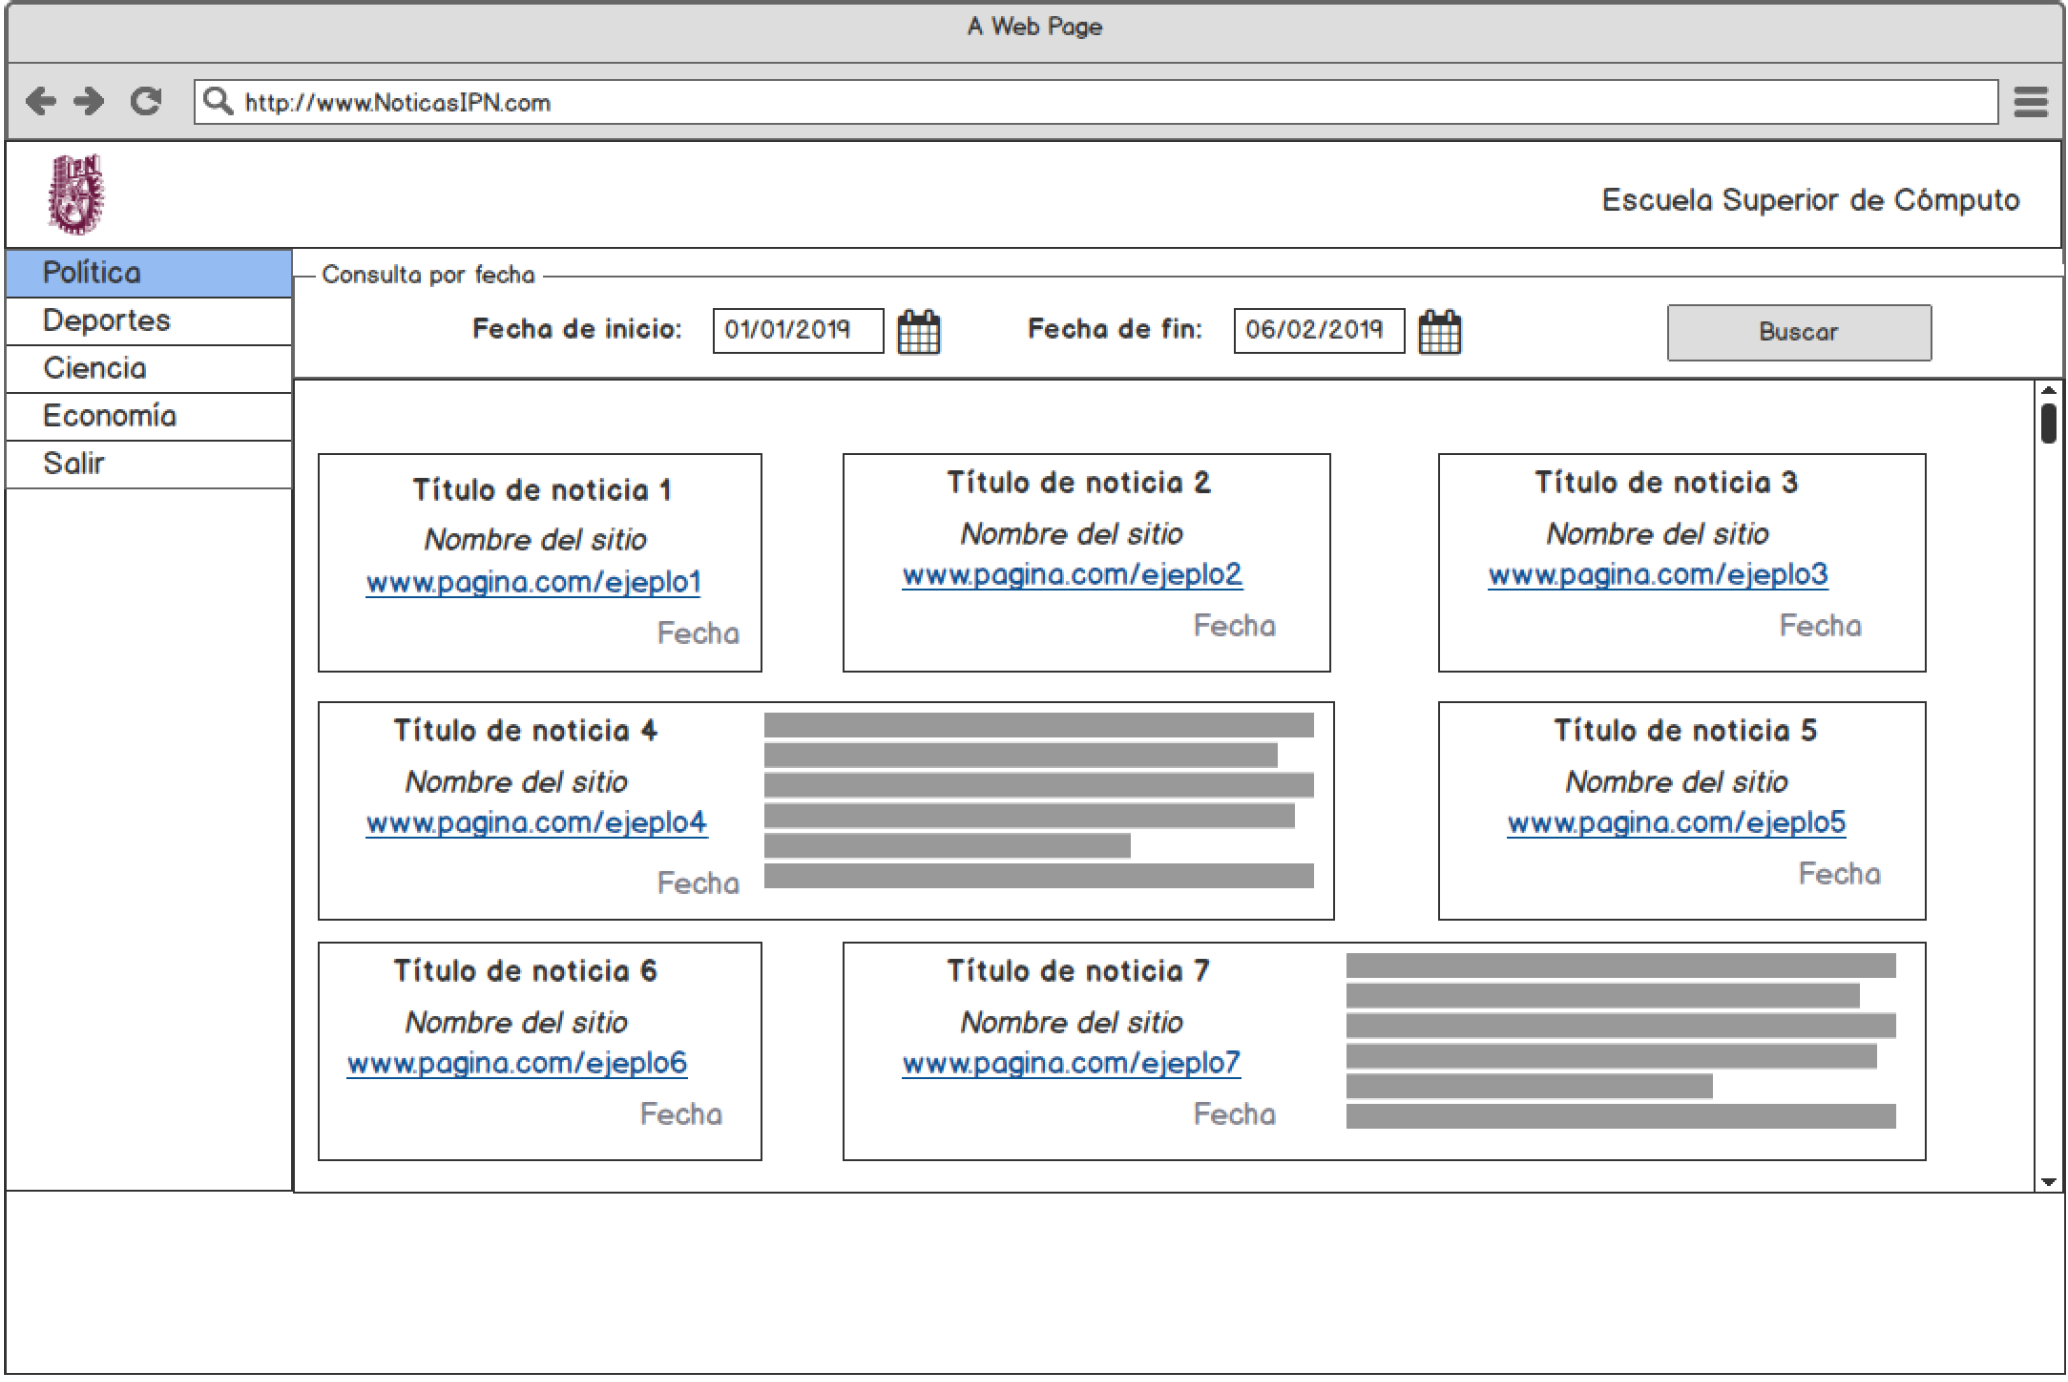 A Web Page
http://www.NoticasIPN.com
IPN
Escuela Superior de Cómputo
Política
Deportes
Ciencia
Economía
Salir
Consulta por fecha
Fecha de inicio: 01/01/2019 Fecha de fin: 06/02/2019 Buscar
Título de noticia 1
Nombre del sitio
www.pagina.com/ejeplo1
Fecha
Título de noticia 2
Nombre del sitio
www.pagina.com/ejeplo2
Fecha
Título de noticia 3
Nombre del sitio
www.pagina.com/ejeplo3
Fecha
Título de noticia 4
Nombre del sitio
www.pagina.com/ejeplo4
Fecha
Título de noticia 5
Nombre del sitio
www.pagina.com/ejeplo5
Fecha
Título de noticia 6
Nombre del sitio
www.pagina.com/ejeplo6
Fecha
Título de noticia 7
Nombre del sitio
www.pagina.com/ejeplo7
Fecha